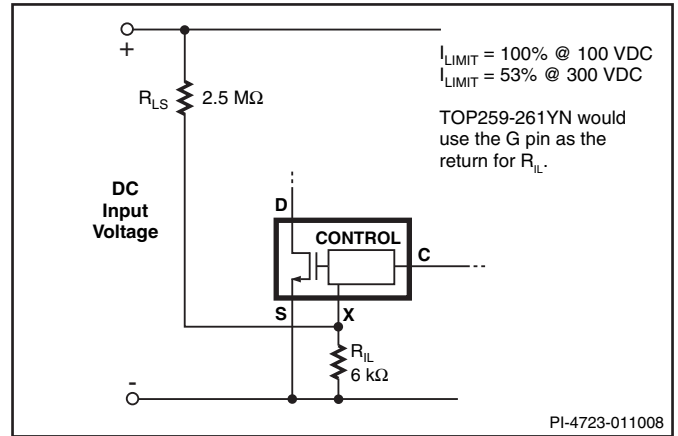 +
I_LIMIT = 100% @ 100 VDC
I_LIMIT = 53% @ 300 VDC
TOP259-261YN would
use the G pin as the
return for R_IL.
R_LS 2.5 MΩ
DC
Input
Voltage
D
CONTROL
C
S
X
R_IL
6 kΩ
-
PI-4723-011008